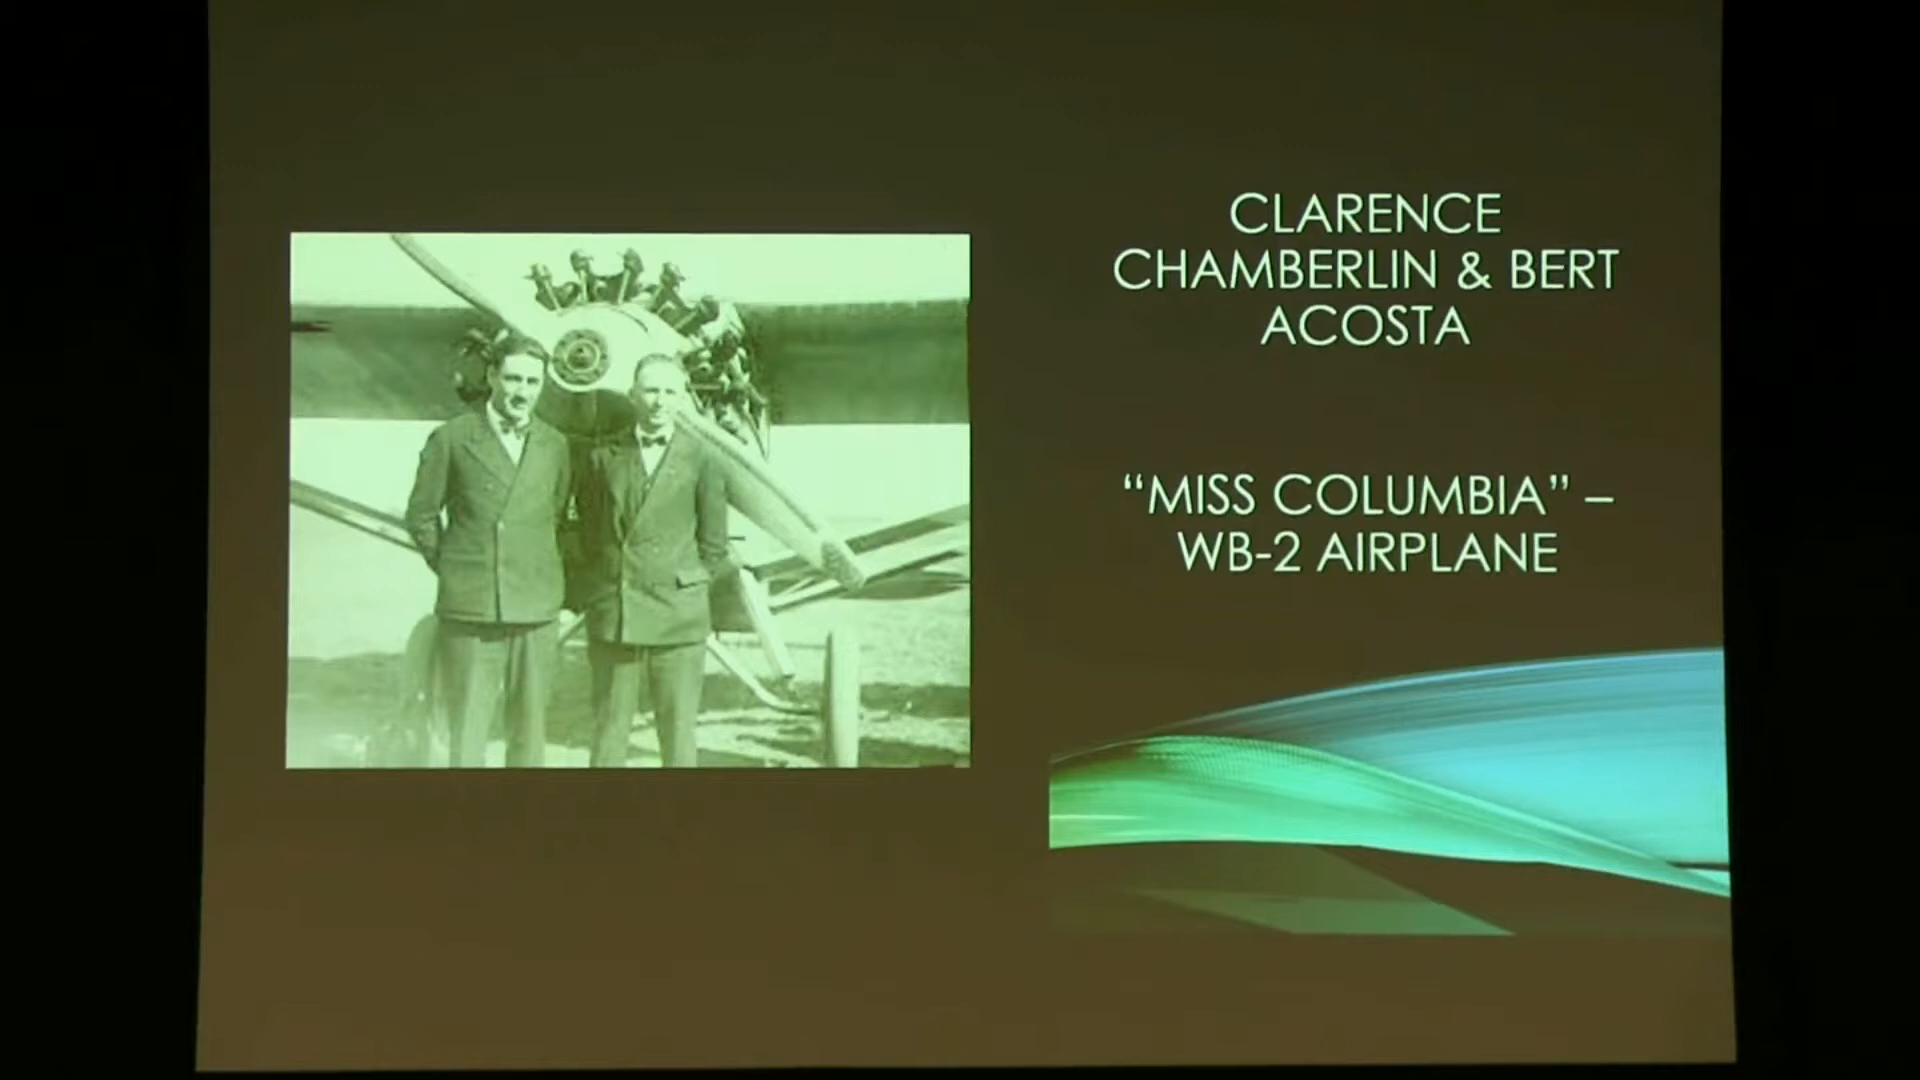 CLARENCE
CHAMBERLIN & BERT
ACOSTA
“MISS COLUMBIA” –
WB-2 AIRPLANE